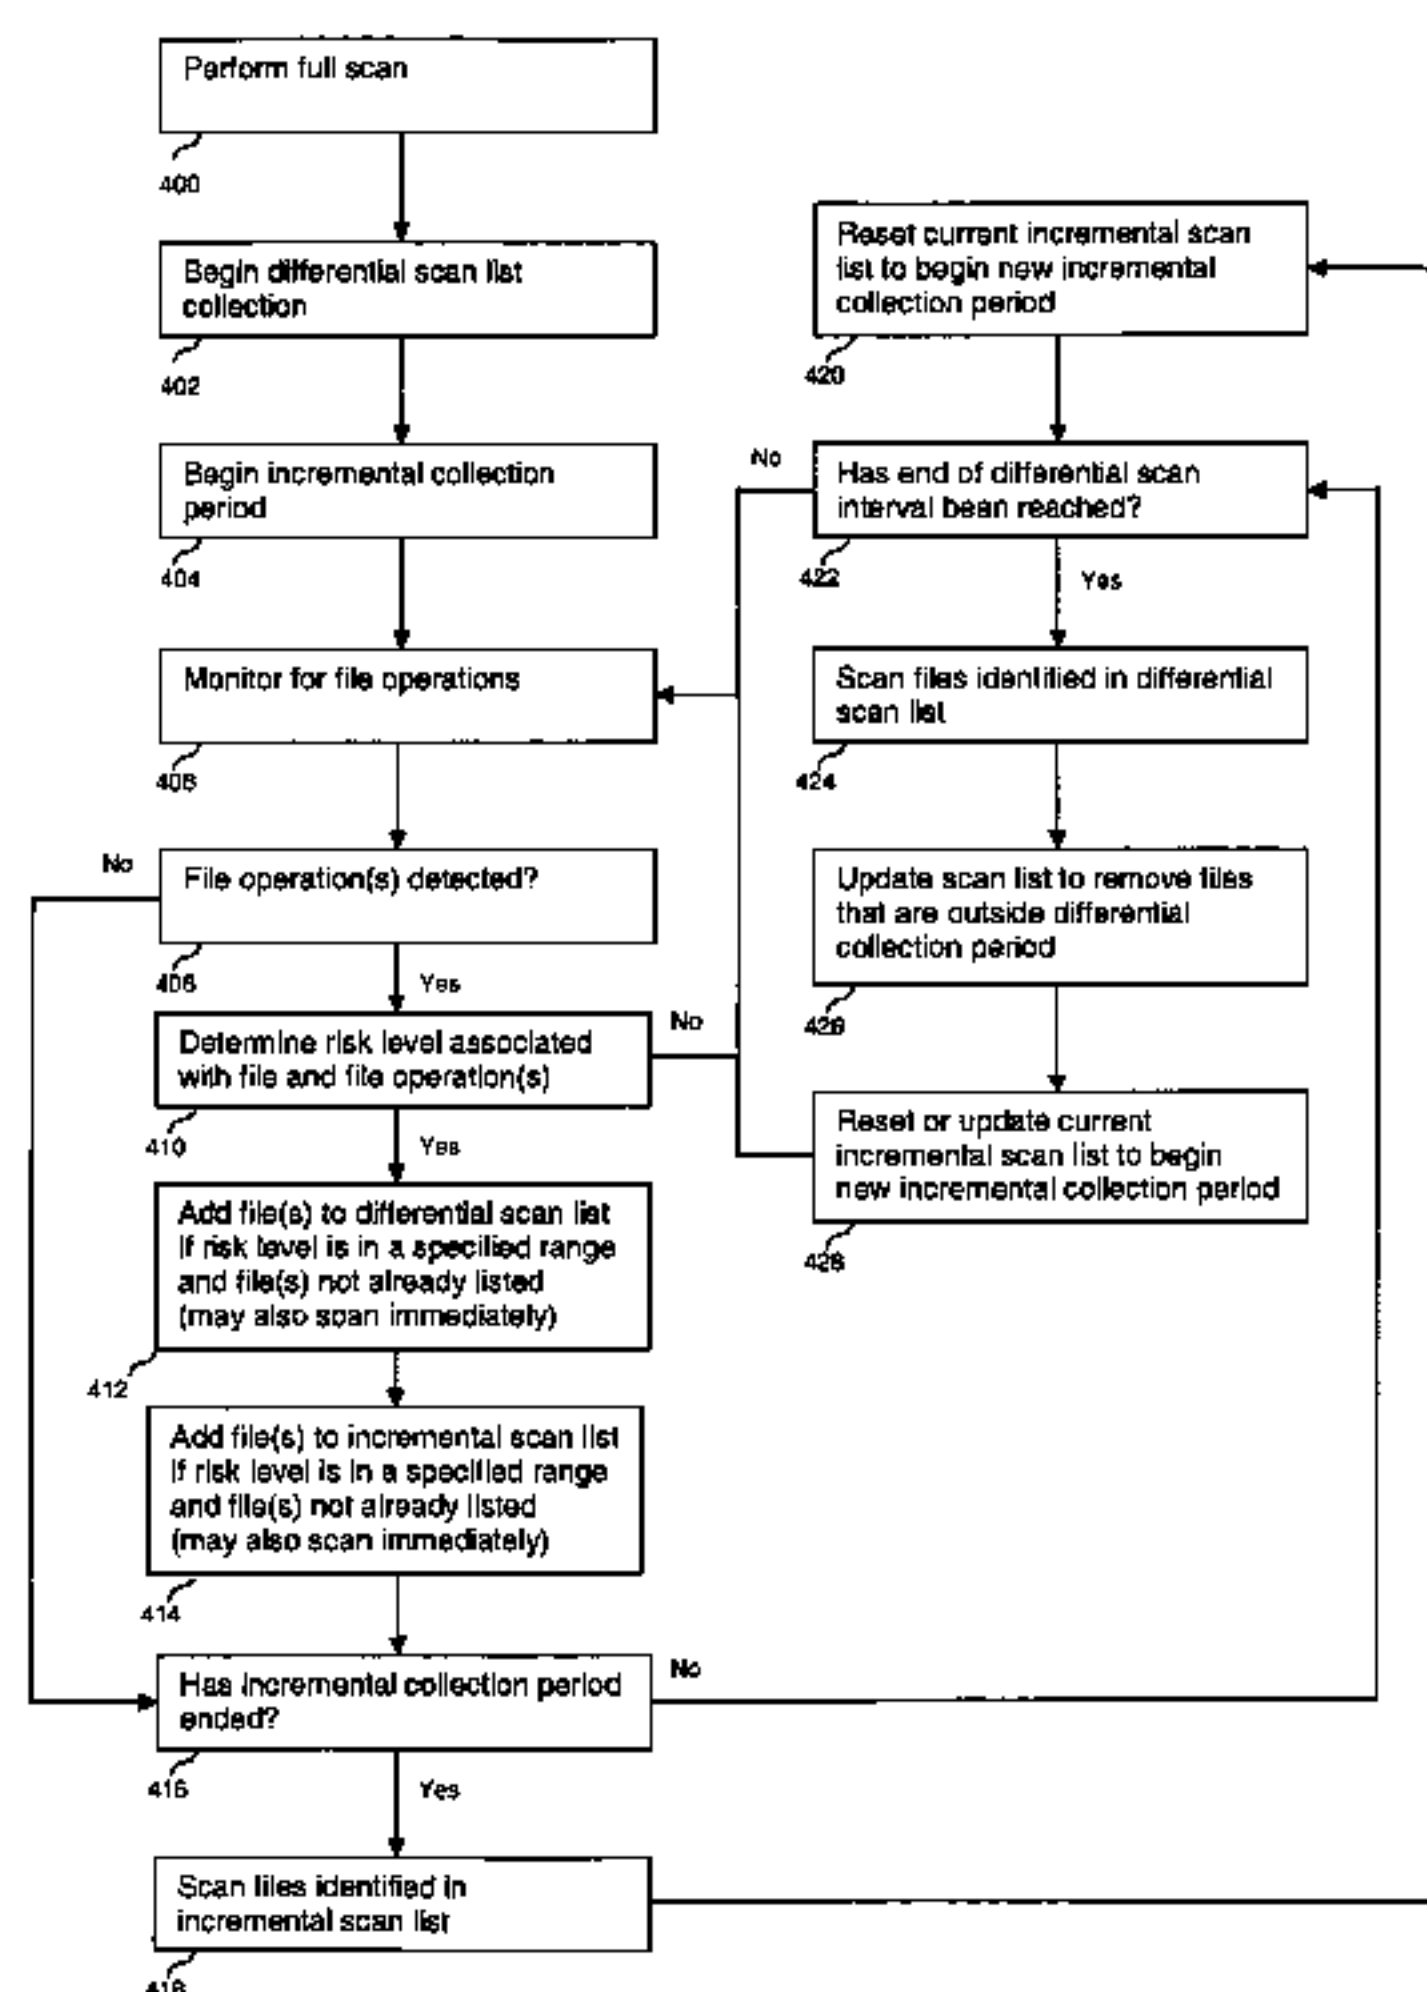 Perform full scan
400
Begin differential scan list
collection
402
Begin incremental collection
period
404
Monitor for file operations
406
File operation(s) detected?
No
408
Yes
Determine risk level associated
with file and file operation(s)
No
410
Yes
Add file(s) to differential scan list
If risk level is in a specified range
and file(s) not already listed
(may also scan immediately)
412
Add file(s) to incremental scan list
If risk level is in a specified range
and file(s) not already listed
(may also scan immediately)
414
Has incremental collection period
ended?
No
416
Yes
Scan files identified in
incremental scan list
418
Reset current incremental scan
list to begin new incremental
collection period
420
No
Has end of differential scan
interval been reached?
422
Yes
Scan files identified in differential
scan list
424
Update scan list to remove files
that are outside differential
collection period
426
Reset or update current
incremental scan list to begin
new incremental collection period
428